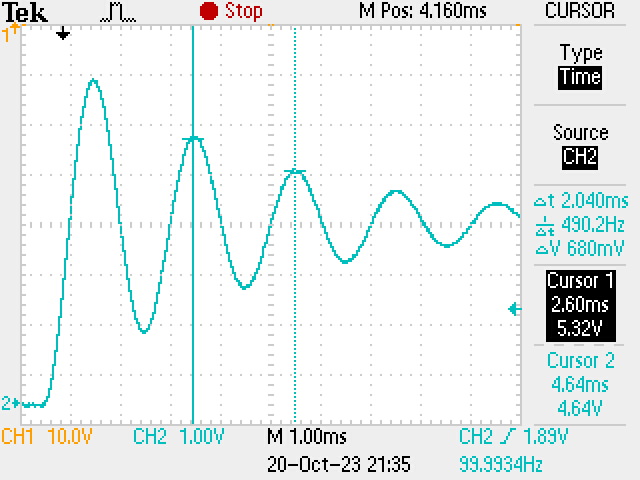 Tek Stop M Pos: 4.160ms CURSOR
1
Type
Time
Source
CH2
Δt 2.040ms
1/Δt 490.2Hz
ΔV 680mV
Cursor 1
2.60ms
5.32V
Cursor 2
4.64ms
4.64V
2
CH1 10.0V CH2 1.00V M 1.00ms CH2 1.89V
20-Oct-23 21:35 99.9934Hz